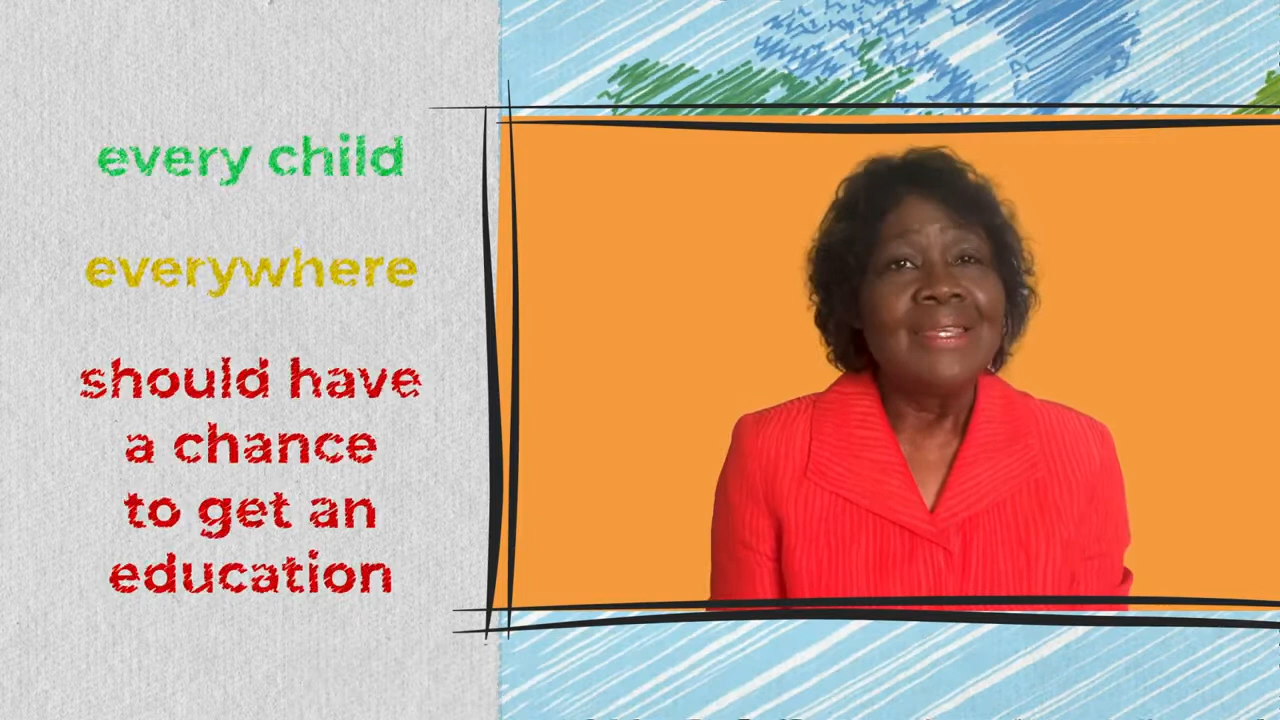 every child
everywhere
should have
a chance
to get an
education